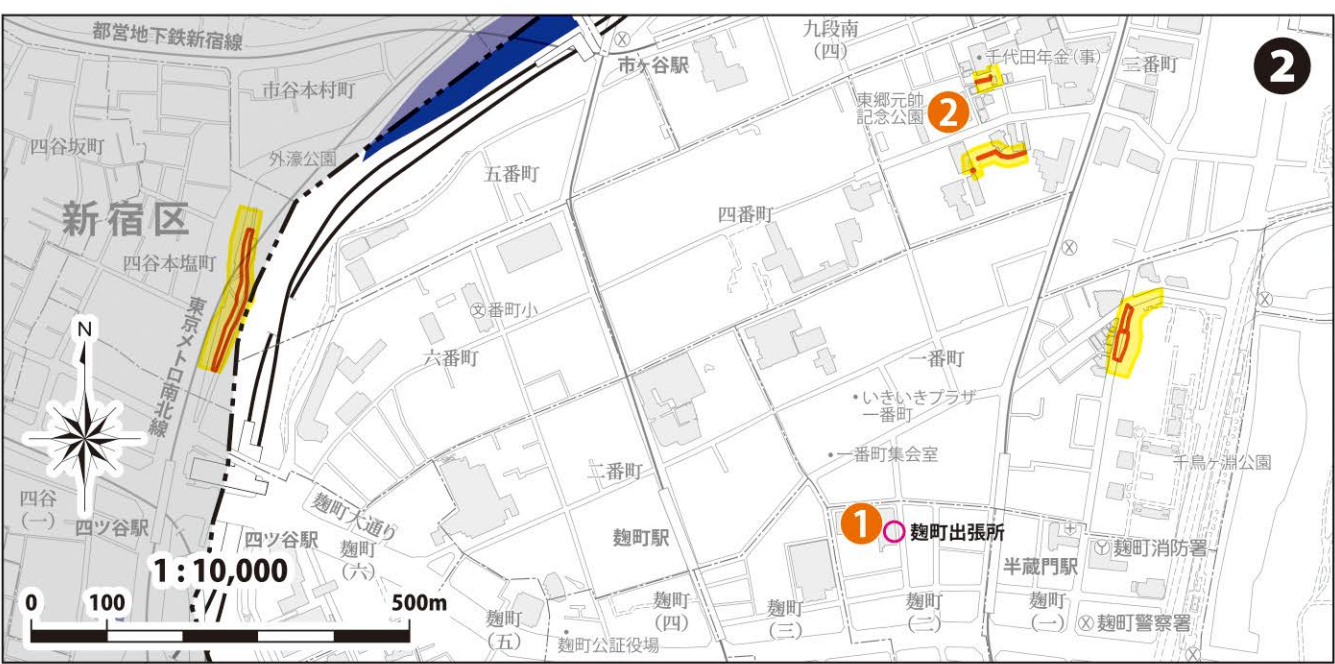 都営地下鉄新宿線
九段南
(四)
市ヶ谷駅
千代田年金(事)
三番町
2
市谷本村町
東郷元帥
記念公園
2
四谷坂町
外濠公園
五番町
新宿区
四番町
四谷本塩町
東京メトロ南北線
文番町小
N
六番町
一番町
いきいきプラザ
一番町
一番町集会室
二番町
千鳥ヶ淵公園
四谷
(一)
四ツ谷駅
麹町大通り
四ツ谷駅
麹町
(六)
麹町駅
1
麹町出張所
麹町消防署
半蔵門駅
1:10,000
0 100 500m
麹町
(五)
麹町公証役場
麹町
(四)
麹町
(三)
麹町
(二)
麹町
(一)
麹町警察署